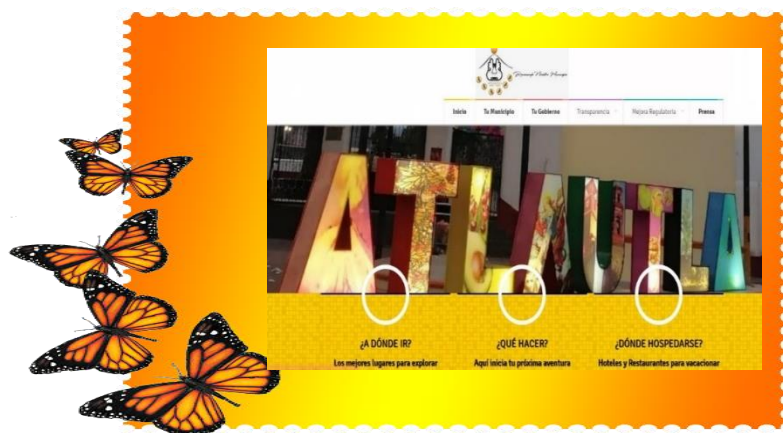 Inicio Tu Municipio Tu Gobierno Transparencia Mejora Regulatoria Prensa
ATLAUTLA
¿A DÓNDE IR? ¿QUÉ HACER? ¿DÓNDE HOSPEDARSE?
Los mejores lugares para explorar Aquí inicia tu próxima aventura Hoteles y Restaurantes para vacacionar